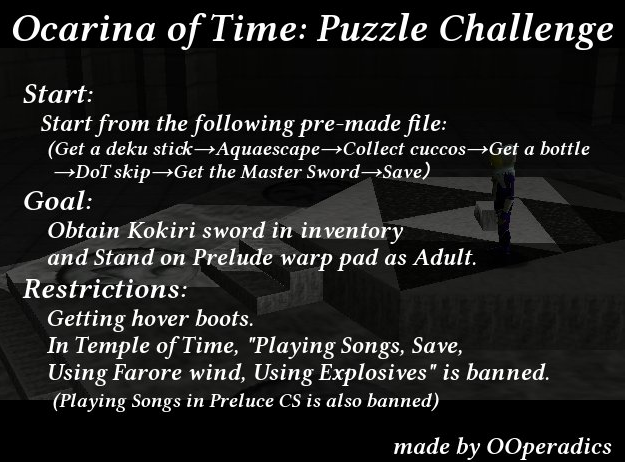 Ocarina of Time: Puzzle Challenge
Start:
Start from the following pre-made file:
(Get a deku stick→Aquaescape→Collect cuccos→Get a bottle
→DoT skip→Get the Master Sword→Save)
Goal:
Obtain Kokiri sword in inventory
and Stand on Prelude warp pad as Adult.
Restrictions:
Getting hover boots.
In Temple of Time, "Playing Songs, Save,
Using Farore wind, Using Explosives" is banned.
(Playing Songs in Preluce CS is also banned)
made by OOperadics